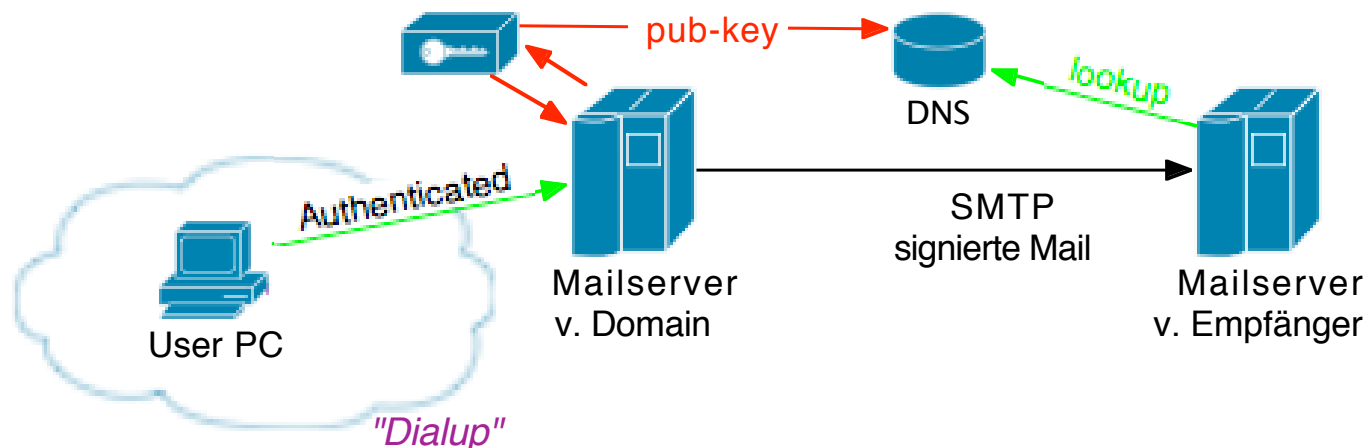 pub-key
lookup
DNS
Authenticated
SMTP
signierte Mail
Mailserver
v. Domain
Mailserver
v. Empfänger
User PC
"Dialup"